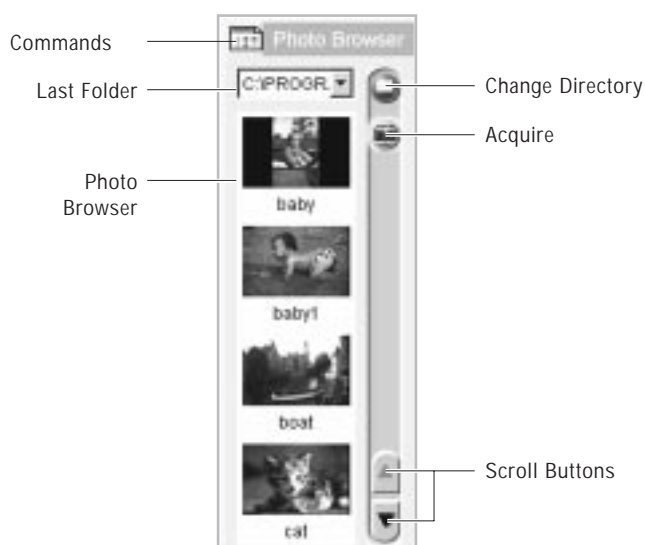 Commands
Photo Browser
Last Folder
C:\PROGR.
Change Directory
Acquire
Photo
Browser
baby
baby1
boat
cat
Scroll Buttons